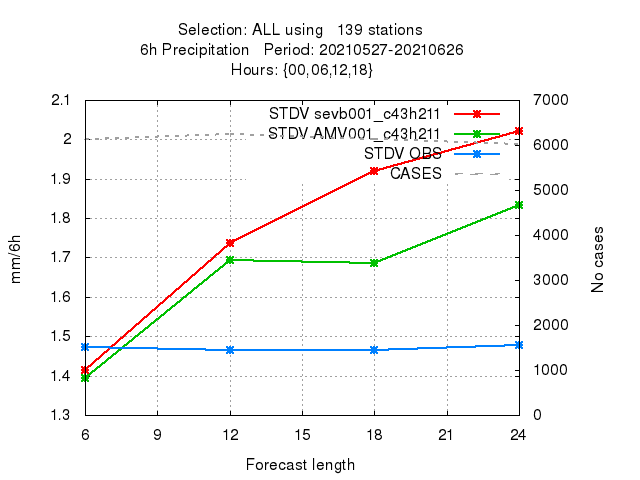 Selection: ALL using   139 stations
6h Precipitation   Period: 20210527-20210626
Hours: {00,06,12,18}
2.1
2
1.9
1.8
1.7
1.6
1.5
1.4
1.3
mm/6h
STDV sevb001_c43h211
STDV AMV001_c43h211
STDV OBS
CASES
7000
6000
5000
4000
3000
2000
1000
0
No cases
6 9 12 15 18 21 24
Forecast length